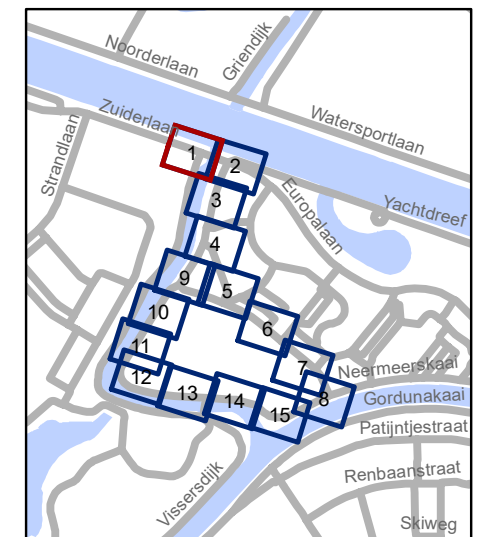 Noorderlaan
Griendijk
Zuiderlaan
Watersportlaan
Strandlaan
1
2
3
Europalaan
Yachtdreef
4
9
5
10
6
11
7
Neermeerskaai
12
13
14
15
8
Gordunakaai
Patijntjestraat
Renbaanstraat
Vissersdijk
Skiweg